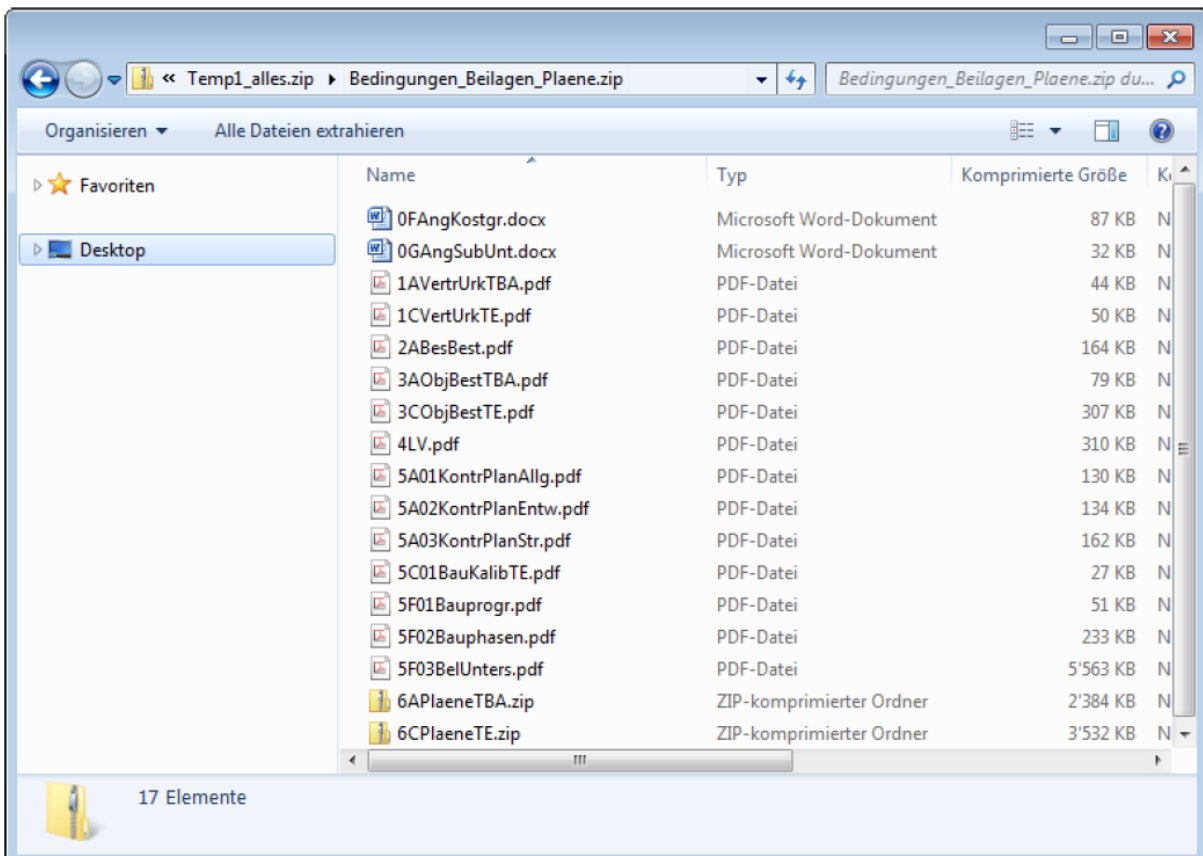 « Temp1_alles.zip Bedingungen_Beilagen_Plaene.zip Bedingungen_Beilagen_Plaene.zip du...
Organisieren Alle Dateien extrahieren
Favoriten
Desktop
Name Typ Komprimierte Größe
0FAngKostgr.docx Microsoft Word-Dokument 87 KB N
0GAngSubUnt.docx Microsoft Word-Dokument 32 KB N
1AVertrUrkTBA.pdf PDF-Datei 44 KB N
1CVertUrkTE.pdf PDF-Datei 50 KB N
2ABesBest.pdf PDF-Datei 164 KB N
3AObjBestTBA.pdf PDF-Datei 79 KB N
3CObjBestTE.pdf PDF-Datei 307 KB N
4LV.pdf PDF-Datei 310 KB N
5A01KontrPlanAllg.pdf PDF-Datei 130 KB N
5A02KontrPlanEntw.pdf PDF-Datei 134 KB N
5A03KontrPlanStr.pdf PDF-Datei 162 KB N
5C01BauKalibTE.pdf PDF-Datei 27 KB N
5F01Bauprogr.pdf PDF-Datei 51 KB N
5F02Bauphasen.pdf PDF-Datei 233 KB N
5F03BelUnters.pdf PDF-Datei 5'563 KB N
6APlaeneTBA.zip ZIP-komprimierter Ordner 2'384 KB N
6CPlaeneTE.zip ZIP-komprimierter Ordner 3'532 KB N
17 Elemente